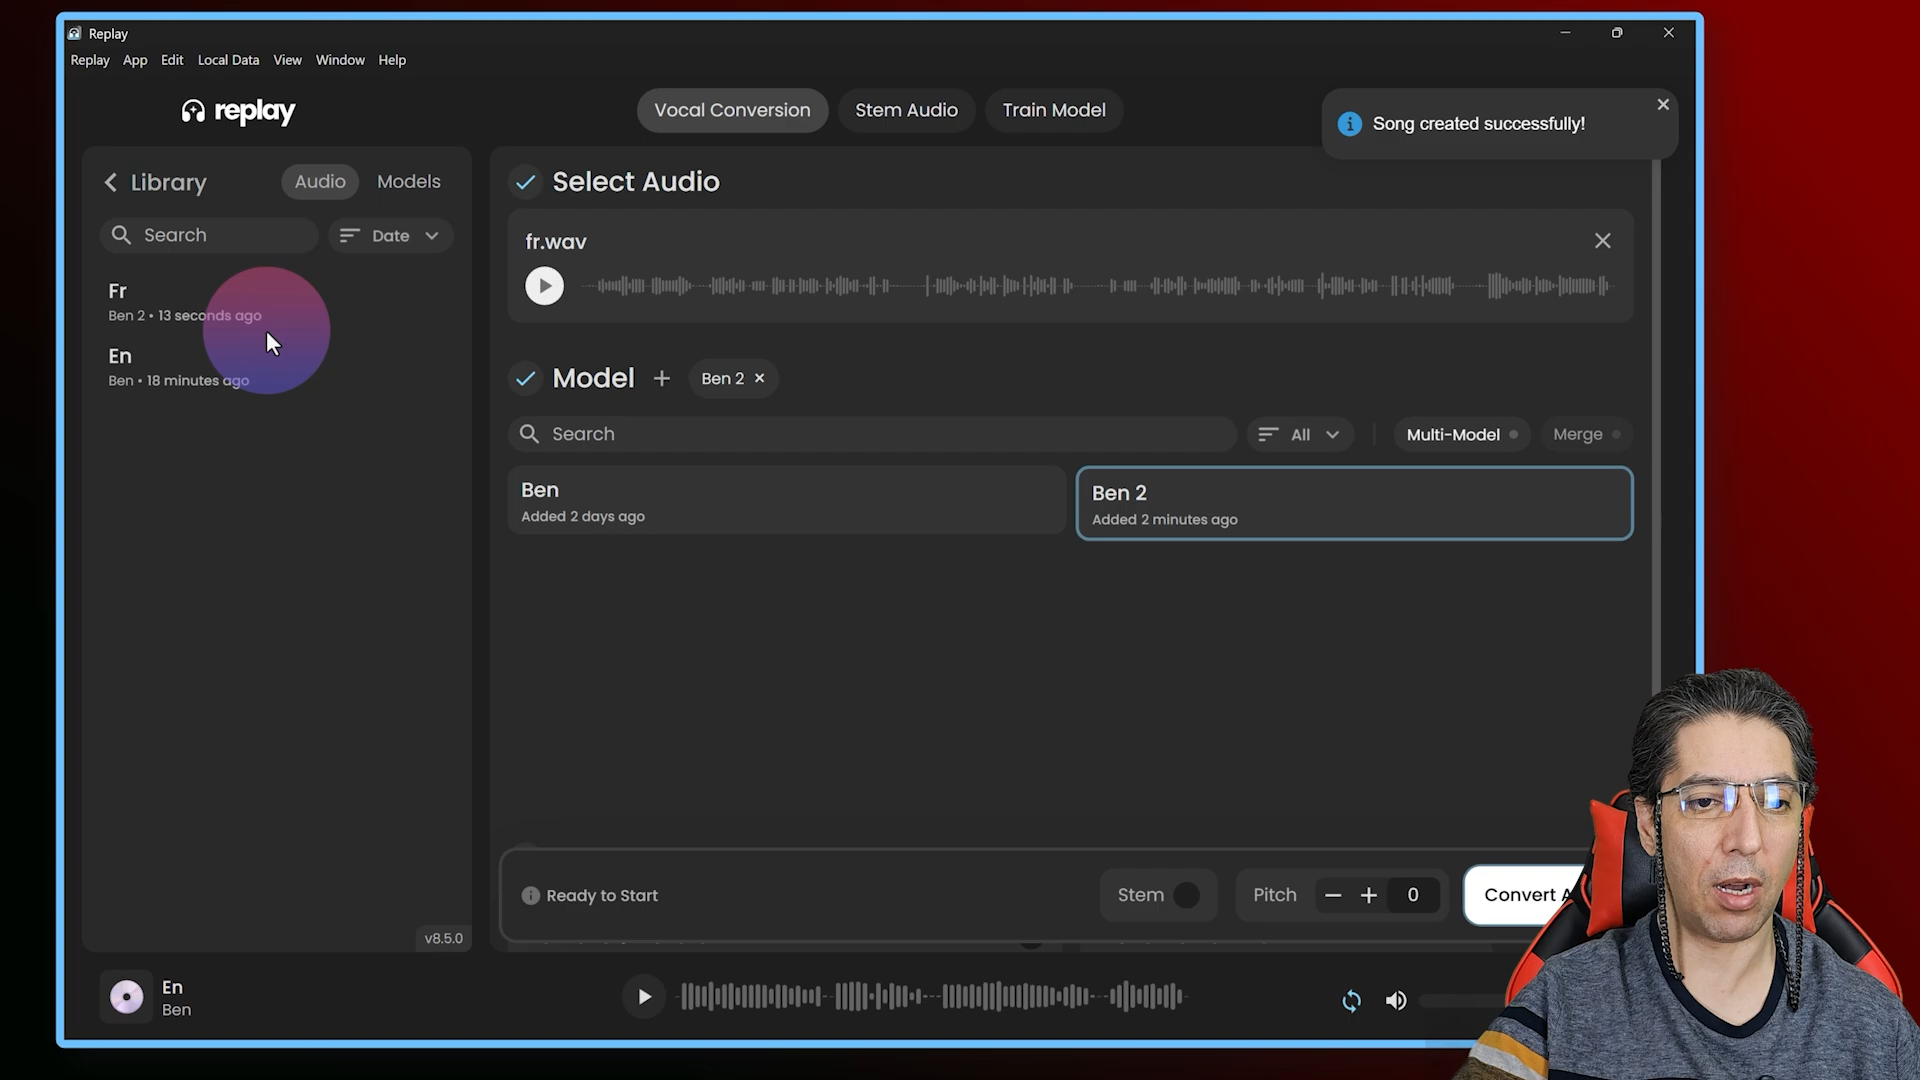 Replay
Replay App Edit Local Data View Window Help
replay
Vocal Conversion Stem Audio Train Model
Song created successfully!
Library Audio Models
Search Date
Fr
Ben 2 • 13 seconds ago
En
Ben • 18 minutes ago
v8.5.0
Select Audio
fr.wav
Model + Ben 2 ×
Search All Multi-Model Merge
Ben
Added 2 days ago
Ben 2
Added 2 minutes ago
Ready to Start Stem Pitch − + 0 Convert
En
Ben